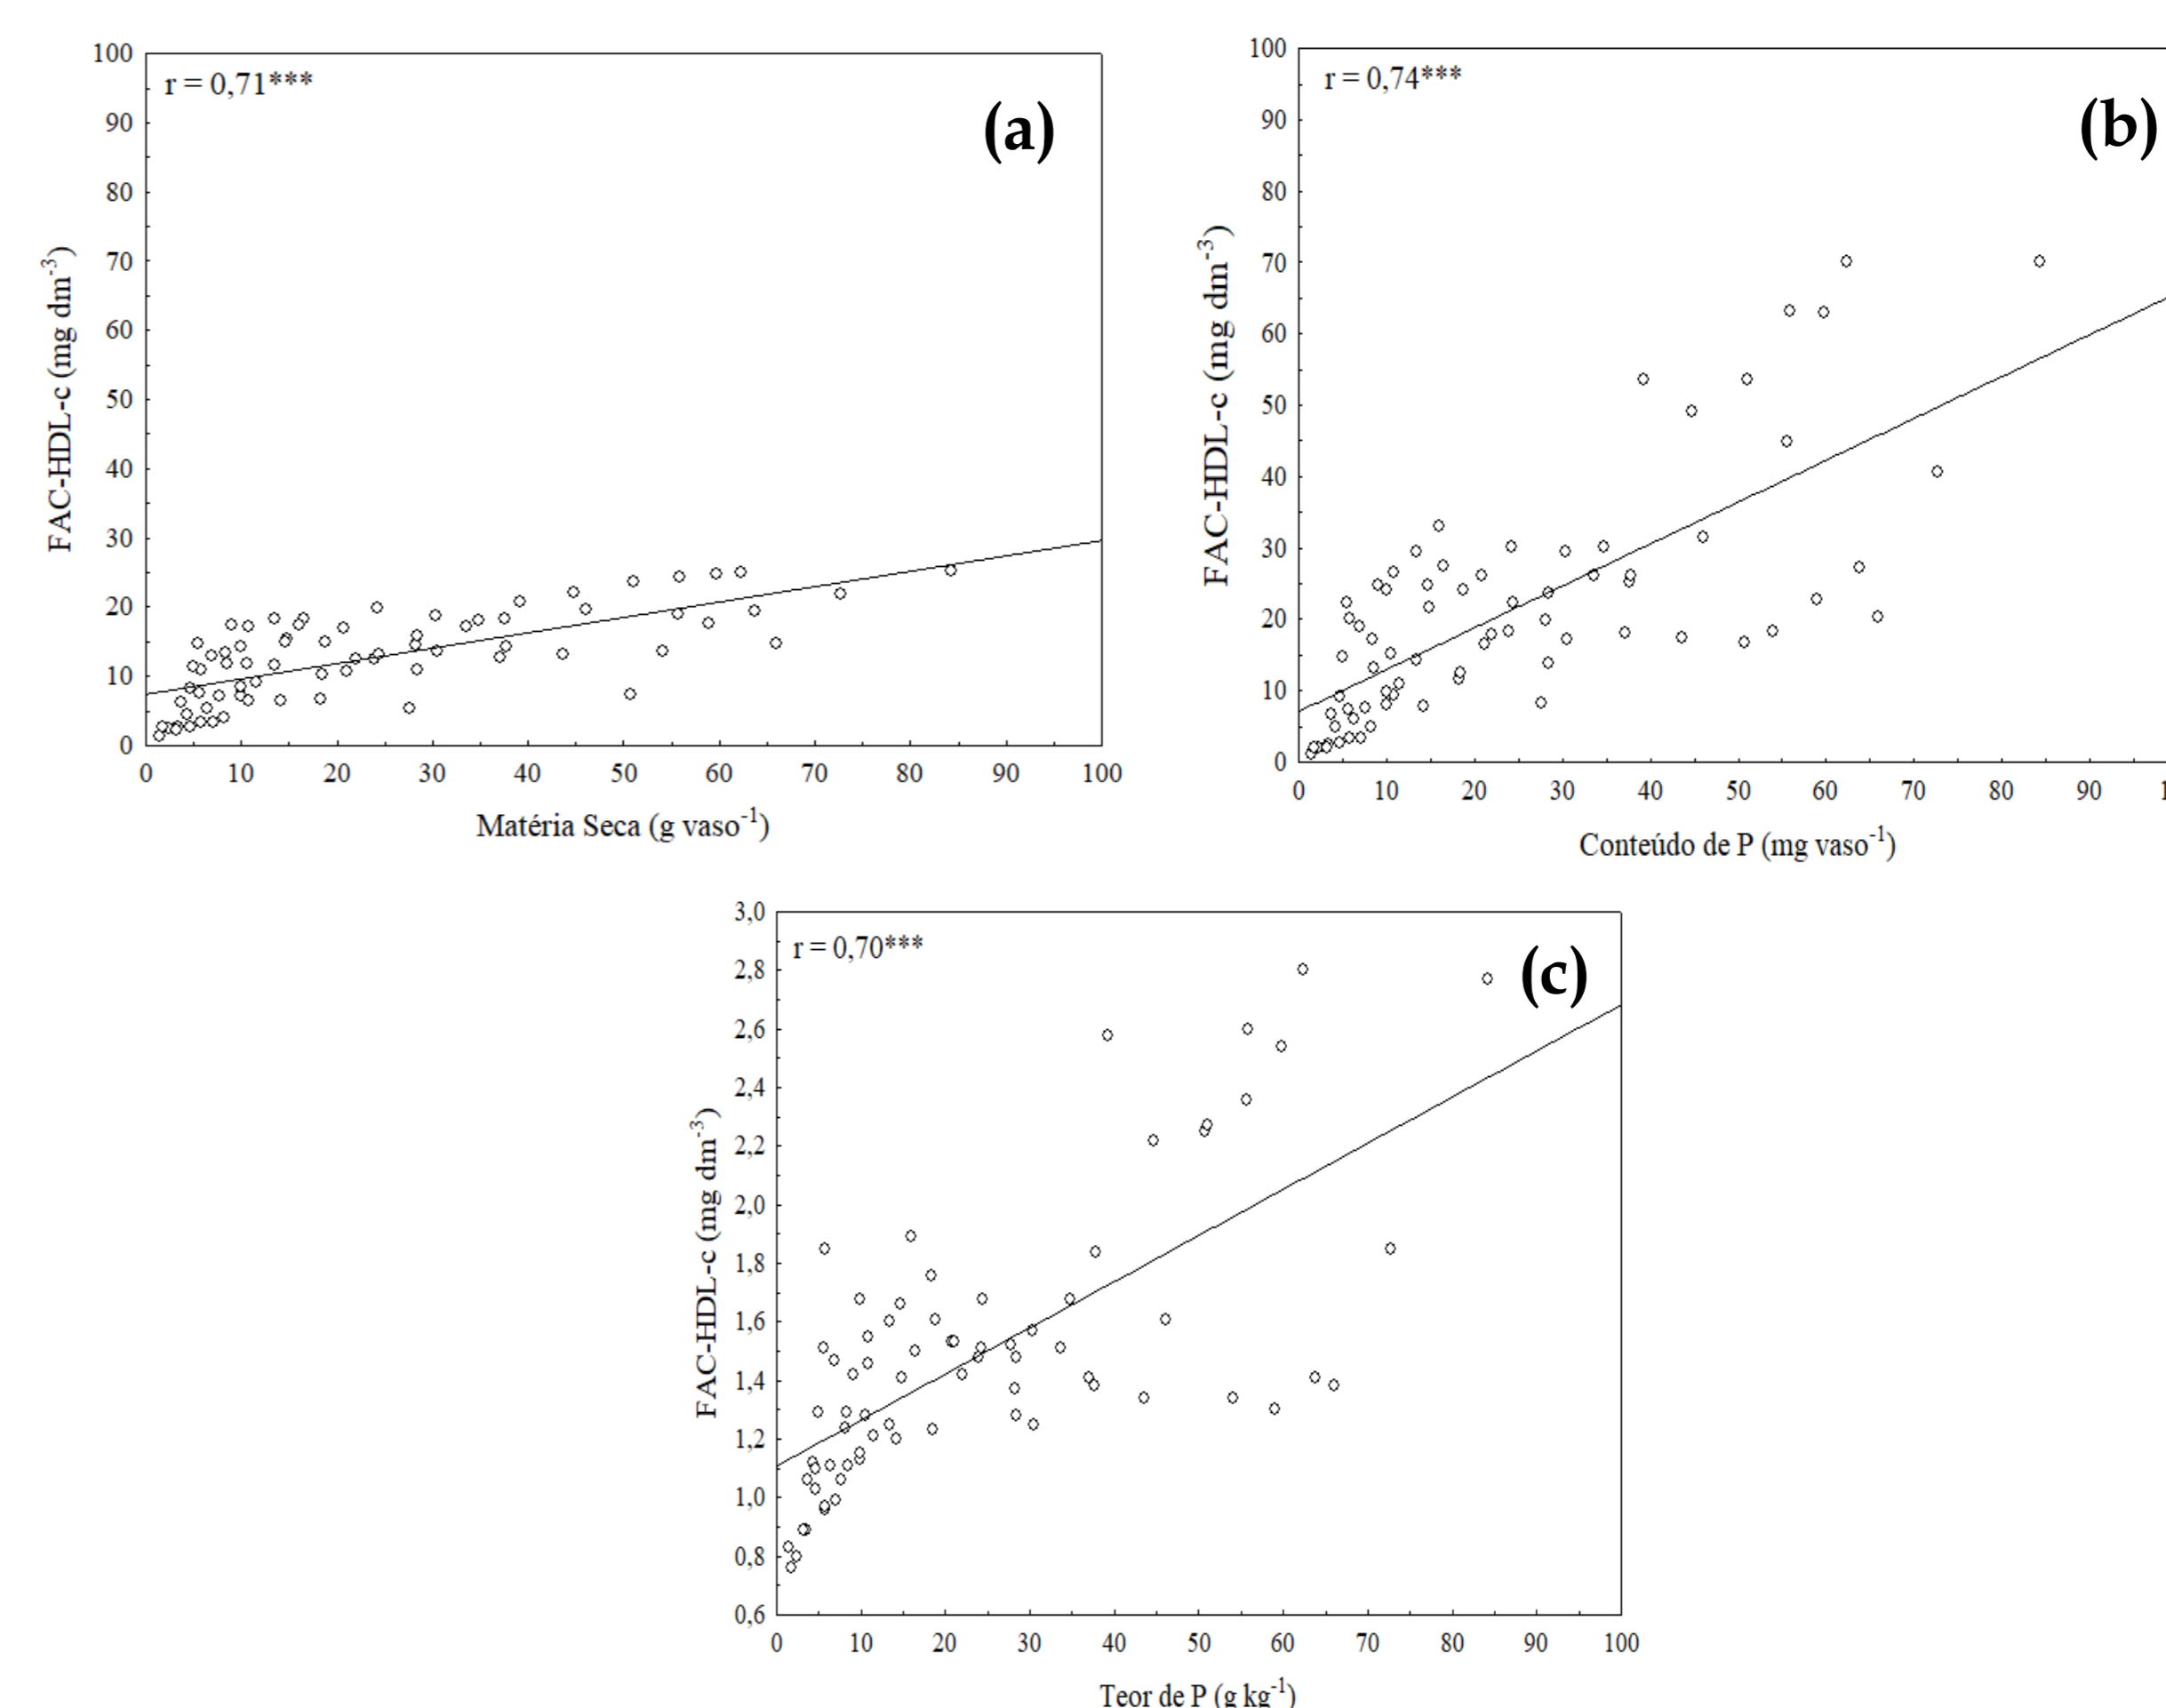 r = 0,71***
(a)
FAC-HDL-c (mg dm-3)
100
90
80
70
60
50
40
30
20
10
0
0 10 20 30 40 50 60 70 80 90 100
Matéria Seca (g vaso-1)
r = 0,74***
(b)
FAC-HDL-c (mg dm-3)
100
90
80
70
60
50
40
30
20
10
0
0 10 20 30 40 50 60 70 80 90
Conteúdo de P (mg vaso-1)
r = 0,70***
(c)
FAC-HDL-c (mg dm-3)
3,0
2,8
2,6
2,4
2,2
2,0
1,8
1,6
1,4
1,2
1,0
0,8
0,6
0 10 20 30 40 50 60 70 80 90 100
Teor de P (g kg-1)